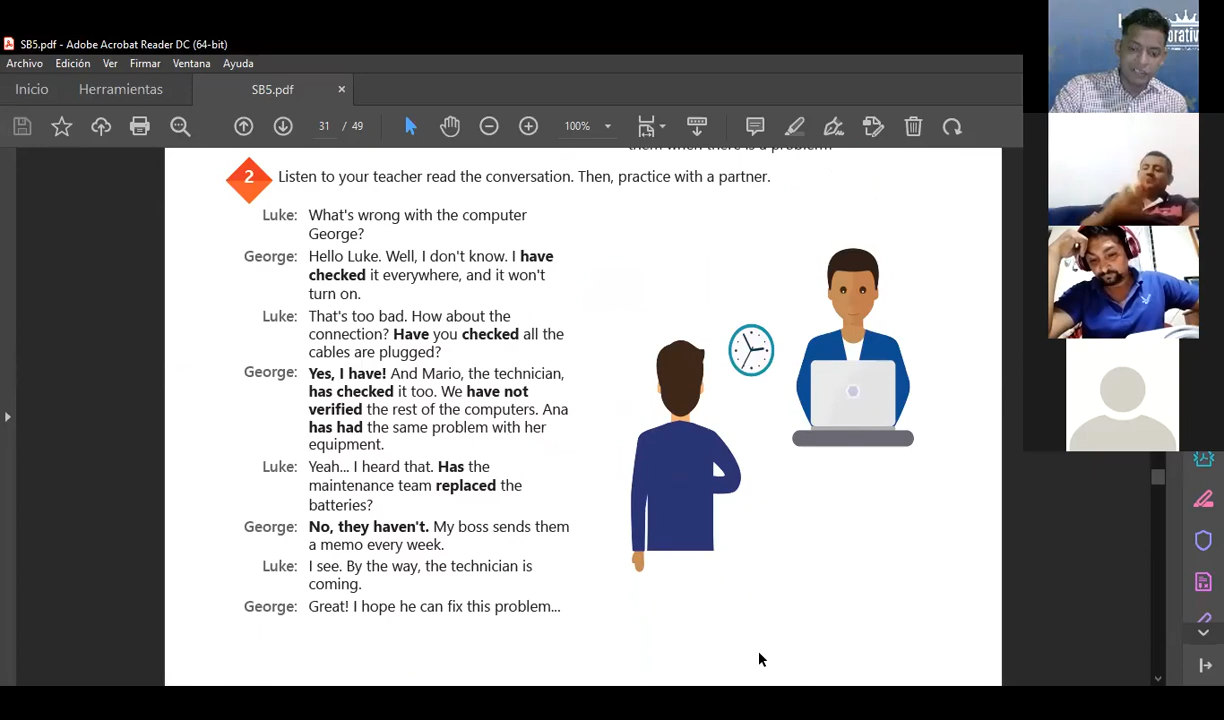 SB5.pdf - Adobe Acrobat Reader DC (64-bit)
Archivo Edición Ver Firmar Ventana Ayuda
Inicio Herramientas SB5.pdf ×
31 / 49 100%
them when there is a problem?
2 Listen to your teacher read the conversation. Then, practice with a partner.
Luke: What's wrong with the computer
George?
George: Hello Luke. Well, I don't know. I have
checked it everywhere, and it won't
turn on.
Luke: That's too bad. How about the
connection? Have you checked all the
cables are plugged?
George: Yes, I have! And Mario, the technician,
has checked it too. We have not
verified the rest of the computers. Ana
has had the same problem with her
equipment.
Luke: Yeah... I heard that. Has the
maintenance team replaced the
batteries?
George: No, they haven't. My boss sends them
a memo every week.
Luke: I see. By the way, the technician is
coming.
George: Great! I hope he can fix this problem...